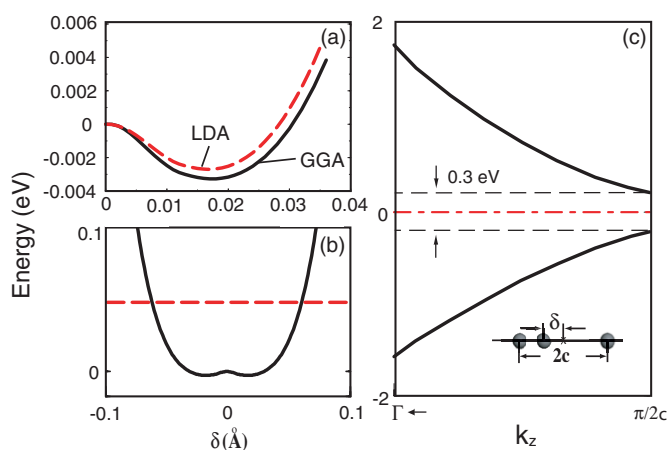 0.006
0.004
0.002
0
-0.002
-0.004
(a)
LDA
GGA
0
0.01
0.02
0.03
0.04
Energy (eV)
0.1
0
(b)
-0.1
0
0.1
δ(Å)
2
0
-2
(c)
0.3 eV
δ
2c
Γ ←
π/2c
k_z